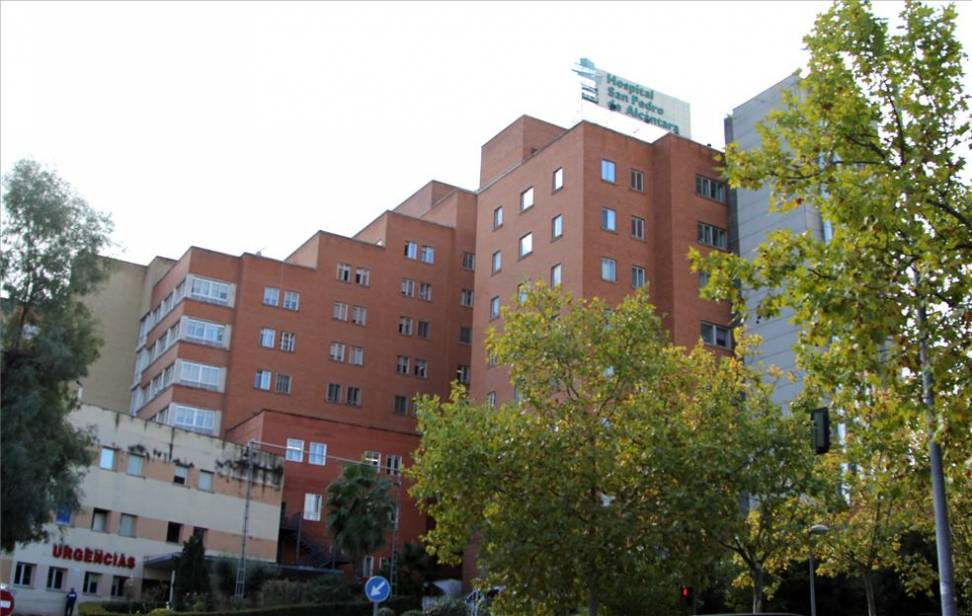 Hospital
San Pedro
de Alcántara
URGENCIAS